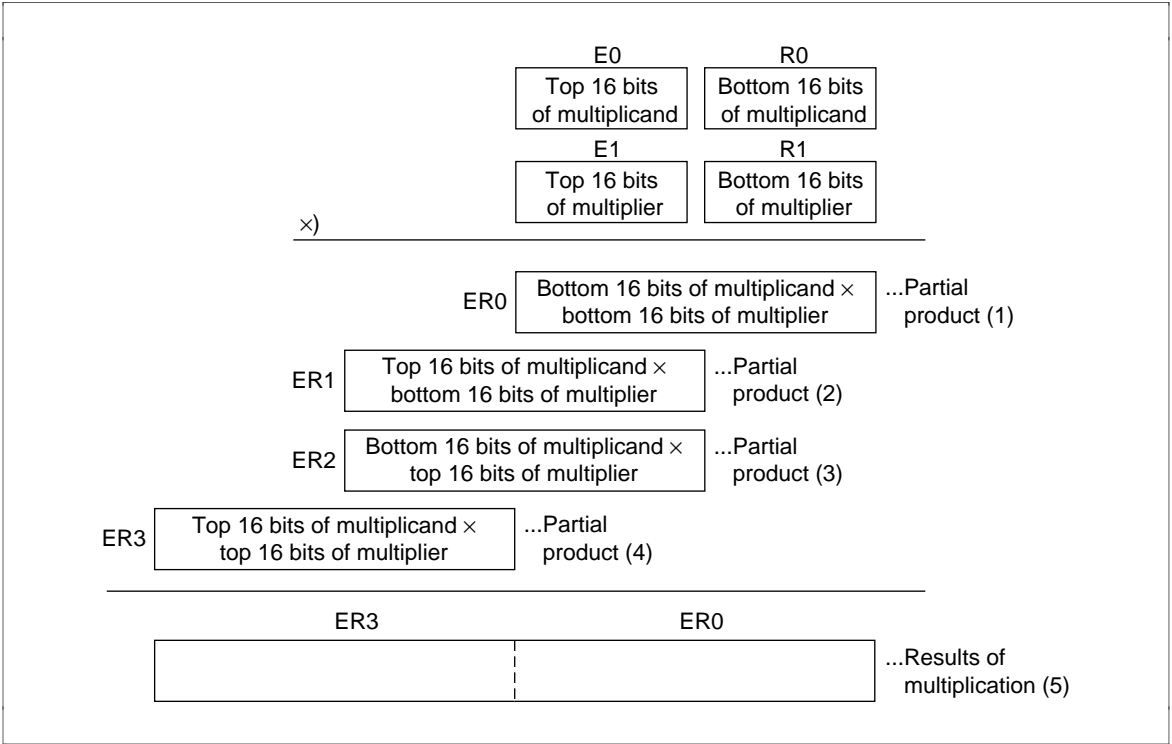 E0 R0
Top 16 bits
of multiplicand
Bottom 16 bits
of multiplicand
E1 R1
Top 16 bits
of multiplier
Bottom 16 bits
of multiplier
×)
ER0
Bottom 16 bits of multiplicand ×
bottom 16 bits of multiplier
...Partial
product (1)
ER1
Top 16 bits of multiplicand ×
bottom 16 bits of multiplier
...Partial
product (2)
ER2
Bottom 16 bits of multiplicand ×
top 16 bits of multiplier
...Partial
product (3)
ER3
Top 16 bits of multiplicand ×
top 16 bits of multiplier
...Partial
product (4)
ER3 ER0
...Results of
multiplication (5)